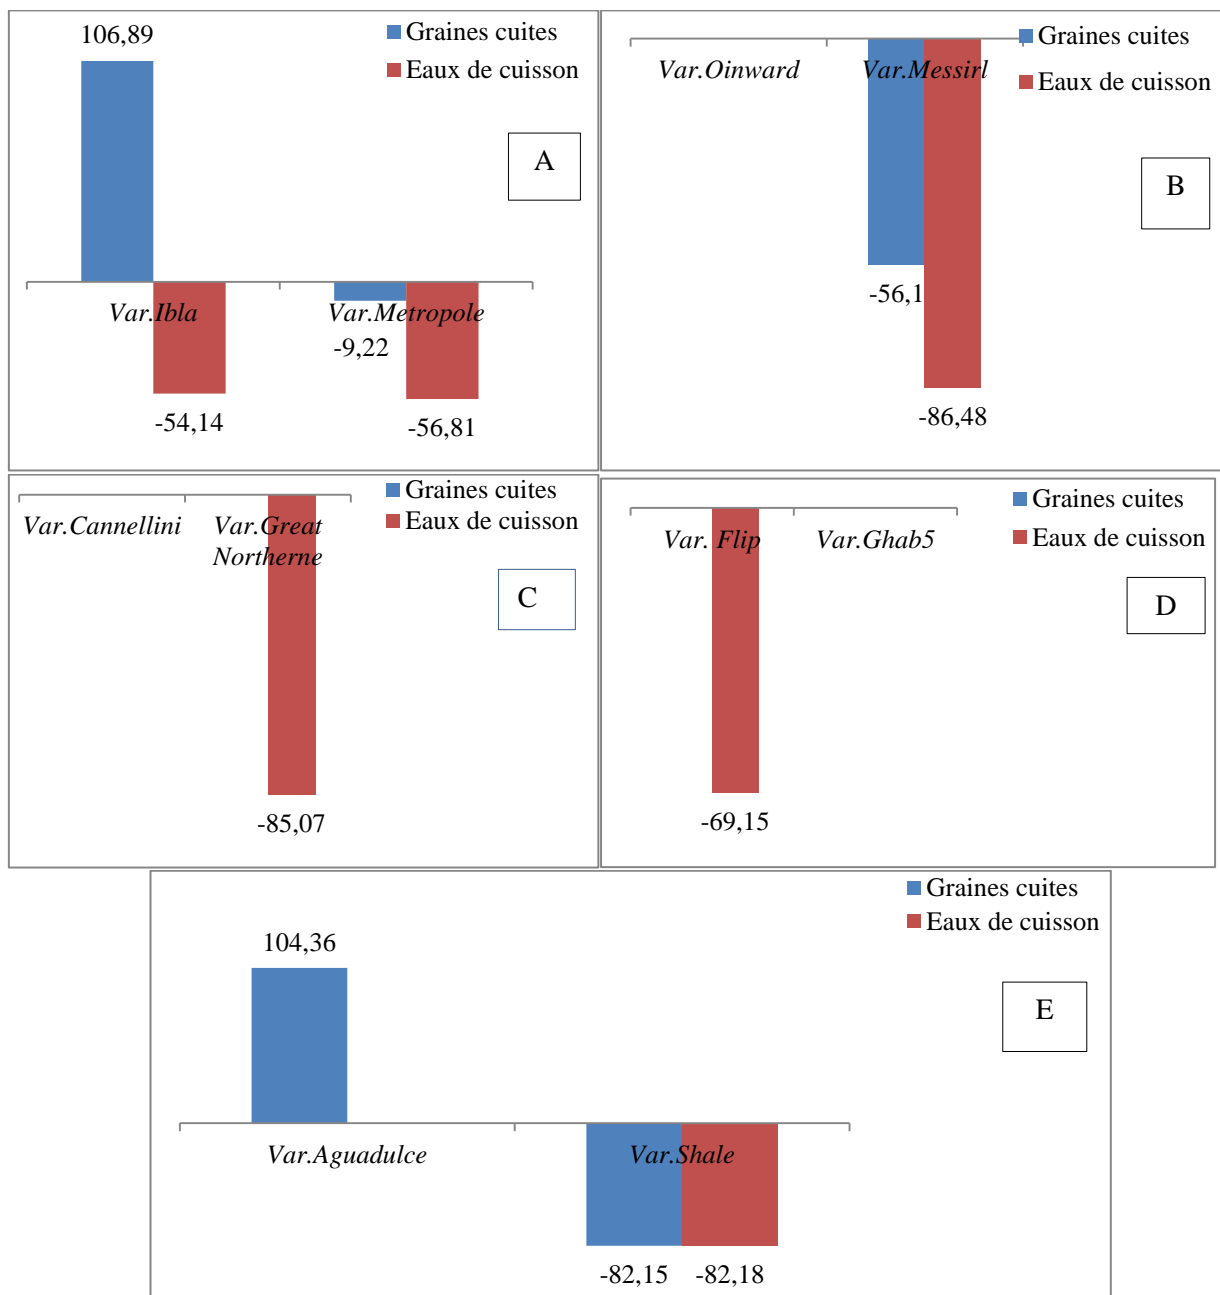 106,89
Graines cuites
Eaux de cuisson
A
Var.Ibla
Var.Metropole
-9,22
-54,14
-56,81
Graines cuites
Eaux de cuisson
Var.Oinward
Var.Messirl
B
-56,1
-86,48
Graines cuites
Eaux de cuisson
Var.Cannellini
Var.Great
Northerne
C
-85,07
Graines cuites
Eaux de cuisson
Var. Flip
Var.Ghab5
D
-69,15
Graines cuites
Eaux de cuisson
104,36
E
Var.Aguadulce
Var.Shale
-82,15
-82,18